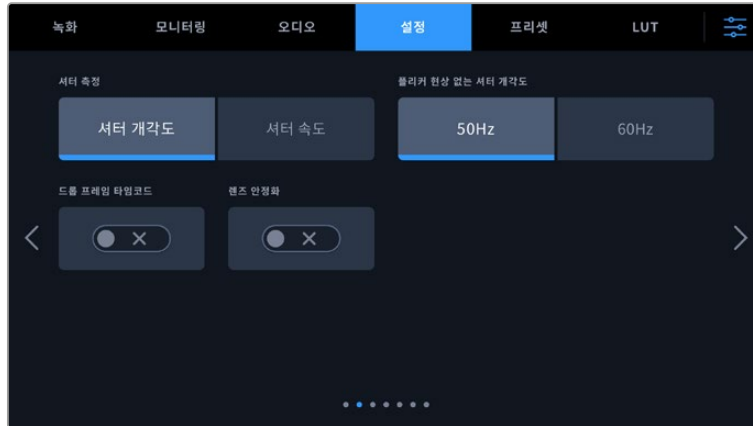 녹화 모니터링 오디오 설정 프리셋 LUT
셔터 측정 플리커 현상 없는 셔터 개각도
셔터 개각도 셔터 속도 50Hz 60Hz
드롭 프레임 타임코드 렌즈 안정화